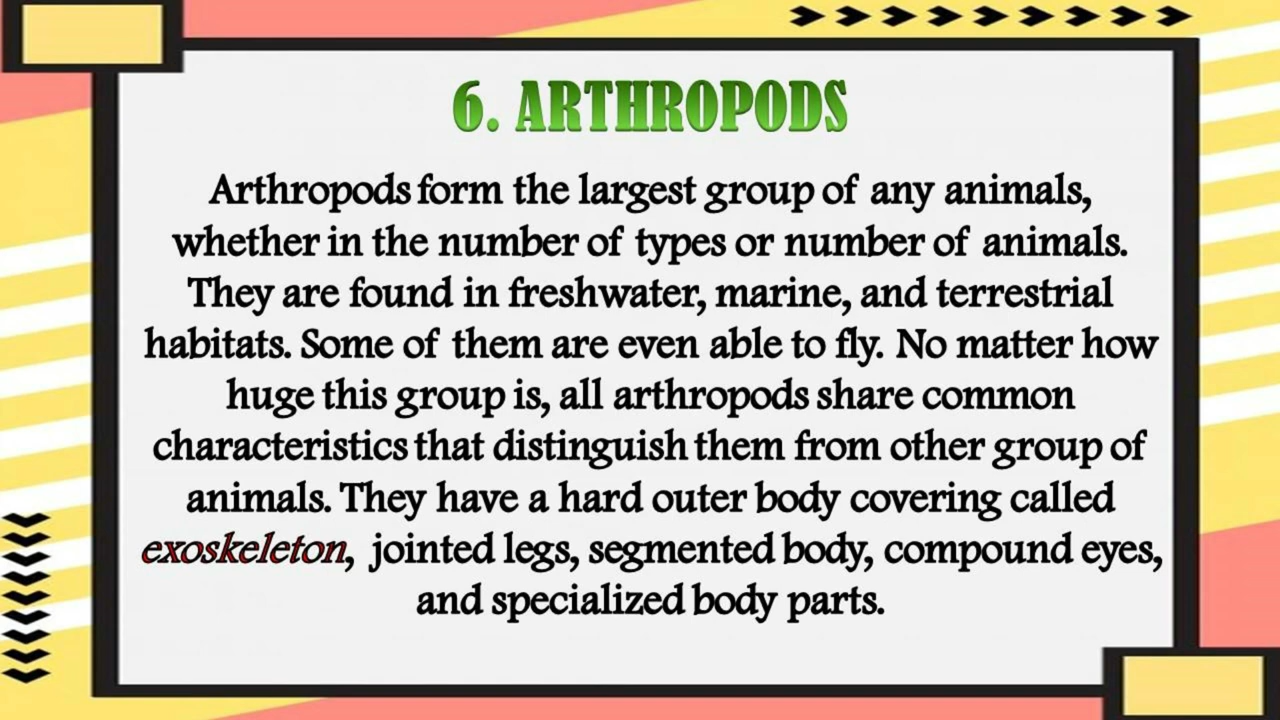 6. ARTHROPODS
Arthropods form the largest group of any animals,
whether in the number of types or number of animals.
They are found in freshwater, marine, and terrestrial
habitats. Some of them are even able to fly. No matter how
huge this group is, all arthropods share common
characteristics that distinguish them from other group of
animals. They have a hard outer body covering called
exoskeleton, jointed legs, segmented body, compound eyes,
and specialized body parts.